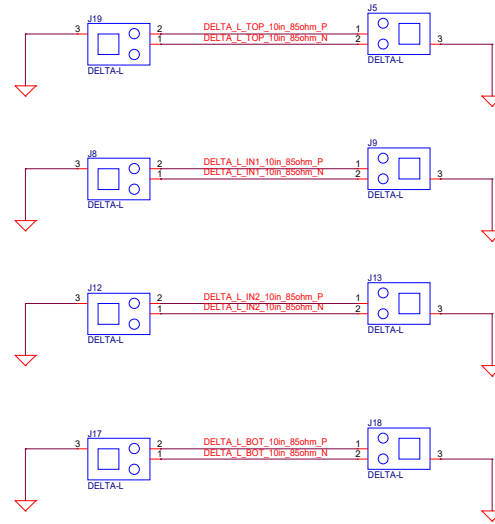 J19
J5
3
2
DELTA_L_TOP_10in_85ohm_P
1
1
DELTA_L_TOP_10in_85ohm_N
2
3
DELTA-L
DELTA-L
J8
J9
3
2
DELTA_L_IN1_10in_85ohm_P
1
1
DELTA_L_IN1_10in_85ohm_N
2
3
DELTA-L
DELTA-L
J12
J13
3
2
DELTA_L_IN2_10in_85ohm_P
1
1
DELTA_L_IN2_10in_85ohm_N
2
3
DELTA-L
DELTA-L
J17
J18
3
2
DELTA_L_BOT_10in_85ohm_P
1
1
DELTA_L_BOT_10in_85ohm_N
2
3
DELTA-L
DELTA-L